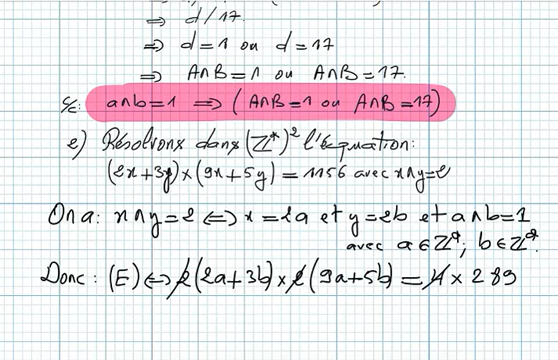 ⇒ d/17.
⇒ d=1 ou d=17
⇒ A∩B=1 ou A∩B=17.
C/C: a∩b=1 ⇒ (A∩B=1 ou A∩B=17)
e) Résolvons dans (ℤ*)² l'équation:
(2x+3y)×(9x+5y)=1156 avec x∩y=2
On a: x∩y=2 ⇔ x=2a et y=2b et a∩b=1
avec a∈ℤ*; b∈ℤ*.
Donc: (E) ⇔ 2(2a+3b)×2(9a+5b)=4×289